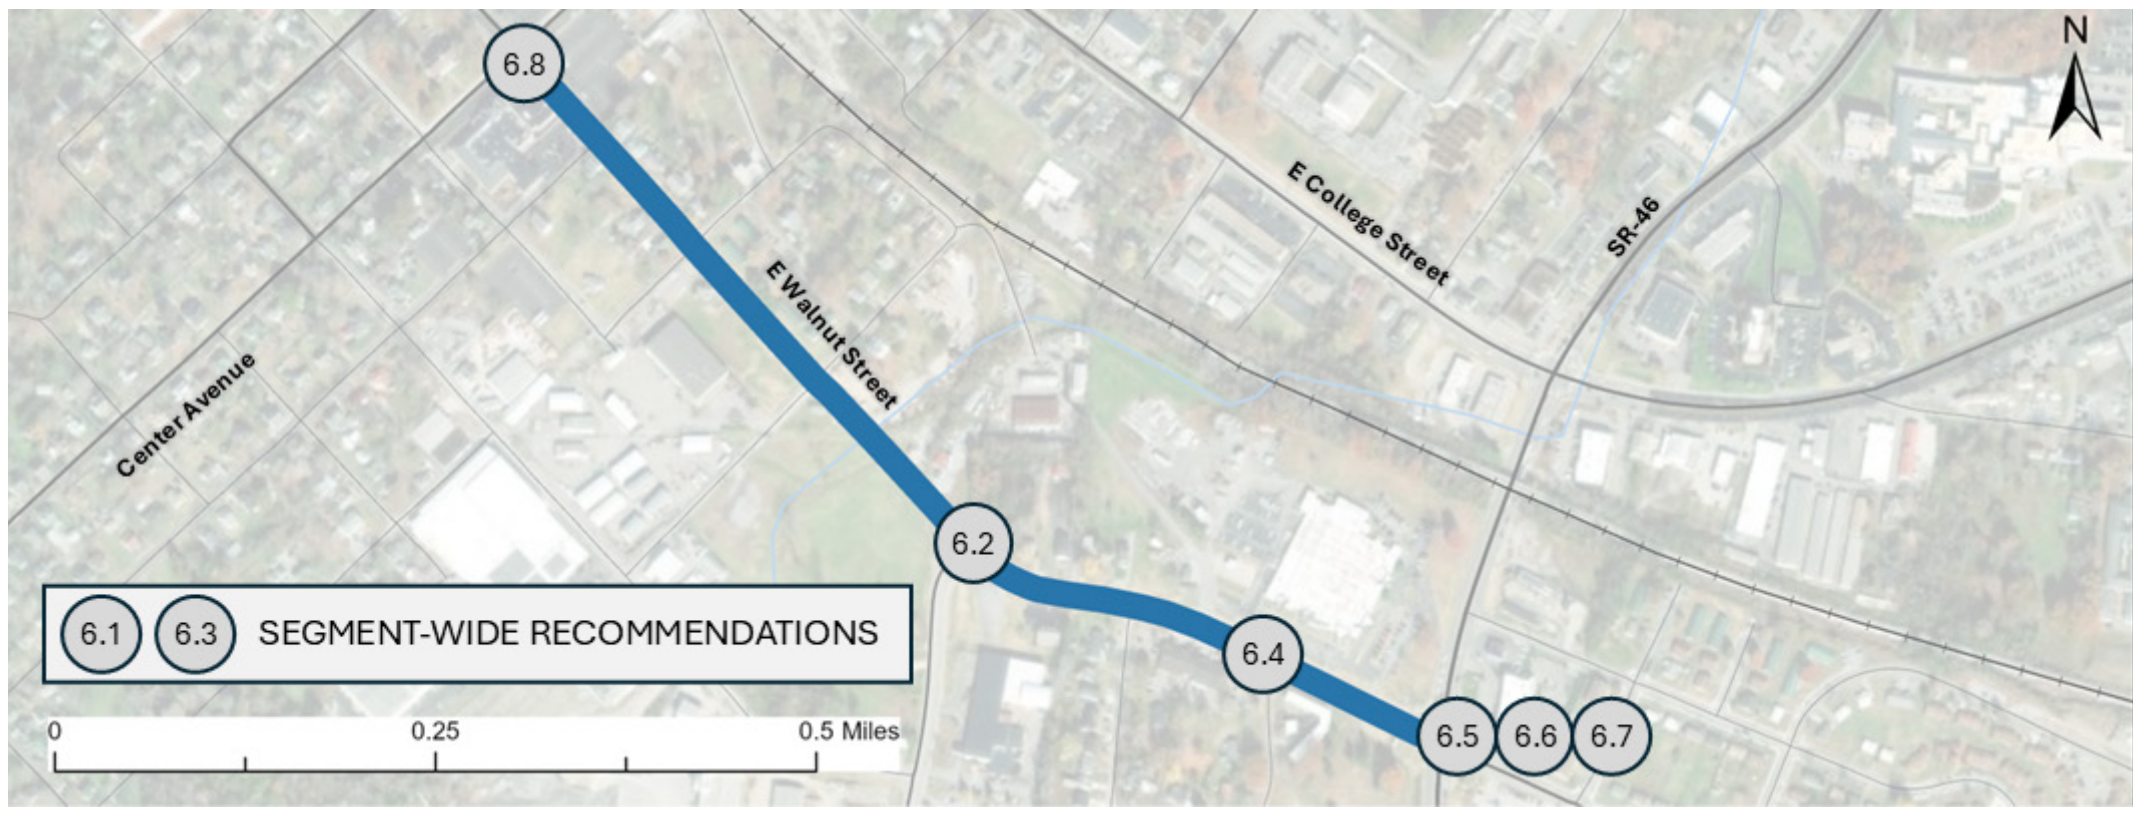 N
6.8
E College Street
SR-46
E Walnut Street
Center Avenue
6.2
6.1 6.3 SEGMENT-WIDE RECOMMENDATIONS
6.4
6.5 6.6 6.7
0 0.25 0.5 Miles